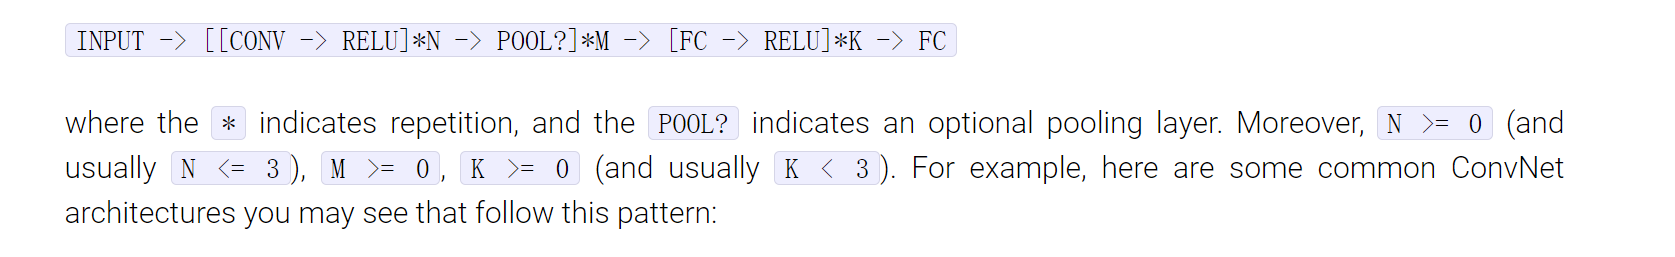 INPUT -> [[CONV -> RELU]*N -> POOL?]*M -> [FC -> RELU]*K -> FC
where the * indicates repetition, and the POOL? indicates an optional pooling layer. Moreover, N >= 0 (and
usually N <= 3), M >= 0, K >= 0 (and usually K < 3). For example, here are some common ConvNet
architectures you may see that follow this pattern: